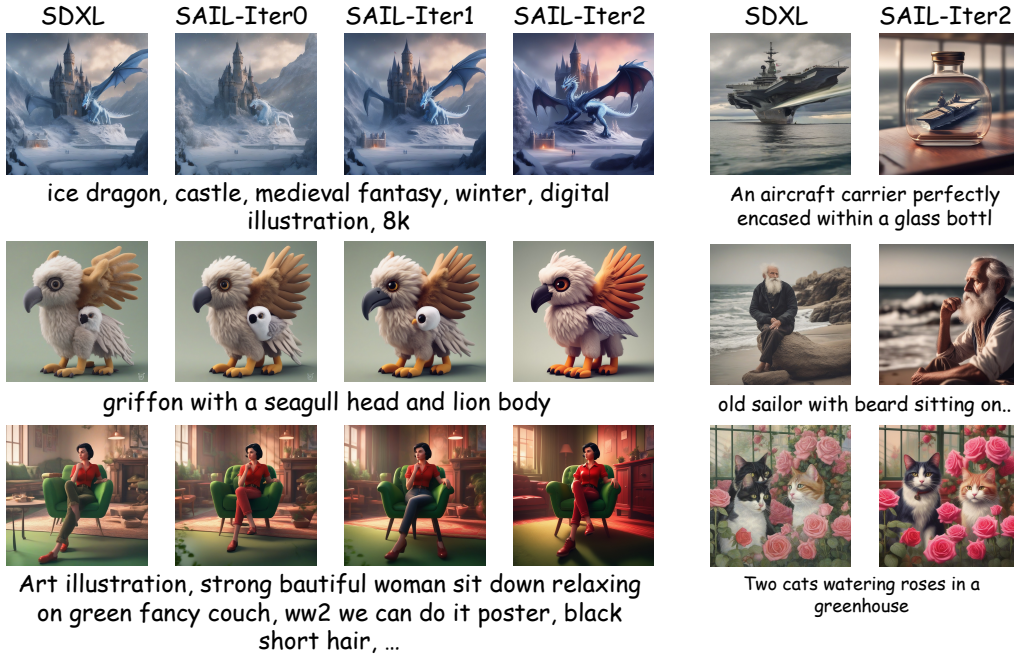 SDXL SAIL-Iter0 SAIL-Iter1 SAIL-Iter2
ice dragon, castle, medieval fantasy, winter, digital
illustration, 8k
griffon with a seagull head and lion body
Art illustration, strong bautiful woman sit down relaxing
on green fancy couch, ww2 we can do it poster, black
short hair, ...
SDXL SAIL-Iter2
An aircraft carrier perfectly
encased within a glass bottl
old sailor with beard sitting on..
Two cats watering roses in a
greenhouse